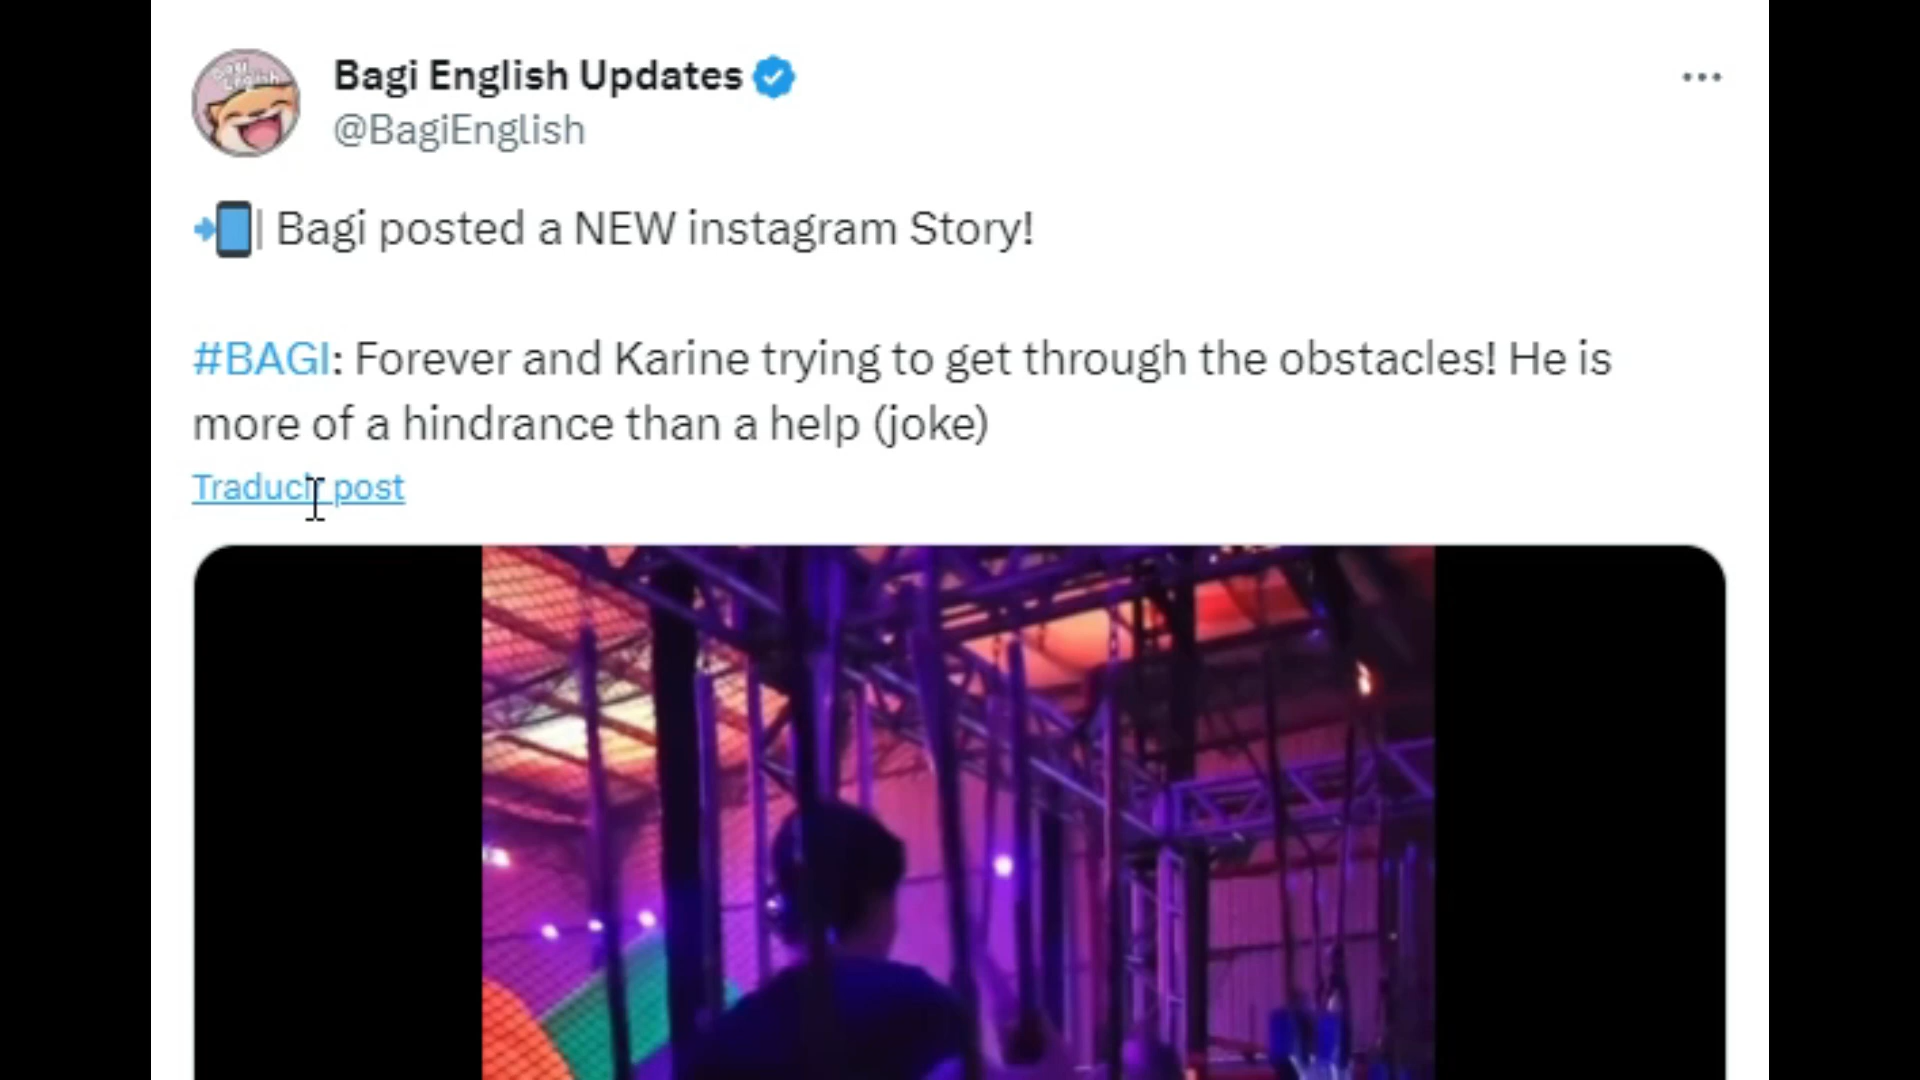 Bagi English Updates
@BagiEnglish
Bagi posted a NEW instagram Story!
#BAGI: Forever and Karine trying to get through the obstacles! He is
more of a hindrance than a help (joke)
Traducir post